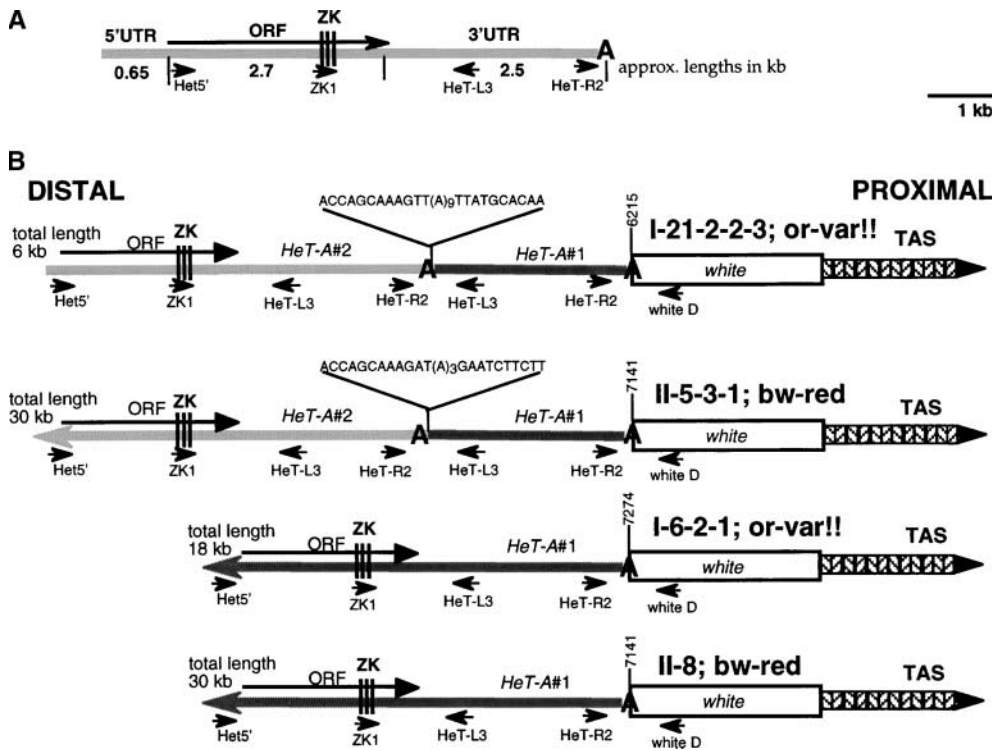 A
5'UTR ORF ZK 3'UTR A
0.65 Het5' 2.7 ZK1 HeT-L3 2.5 HeT-R2 approx. lengths in kb
1 kb
B
DISTAL PROXIMAL
ACCAGCAAAGTT(A)9TTATGCACAA
6215
I-21-2-2-3; or-var!!
total length
6 kb
ORF ZK HeT-A#2 A HeT-A#1 A white TAS
Het5' ZK1 HeT-L3 HeT-R2 HeT-L3 HeT-R2 white D
ACCAGCAAAGAT(A)3GAATCTTCTT
7141
II-5-3-1; bw-red
total length
30 kb
ORF ZK HeT-A#2 A HeT-A#1 A white TAS
Het5' ZK1 HeT-L3 HeT-R2 HeT-L3 HeT-R2 white D
7274
I-6-2-1; or-var!!
total length
18 kb
ORF ZK HeT-A#1 A white TAS
Het5' ZK1 HeT-L3 HeT-R2 white D
7141
II-8; bw-red
total length
30 kb
ORF ZK HeT-A#1 A white TAS
Het5' ZK1 HeT-L3 HeT-R2 white D